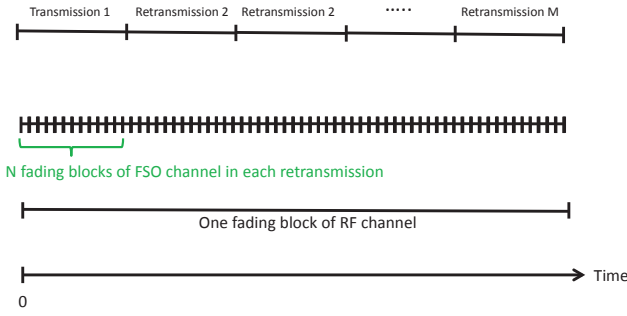 Transmission 1 Retransmission 2 Retransmission 2 ..... Retransmission M
N fading blocks of FSO channel in each retransmission
One fading block of RF channel
Time
0